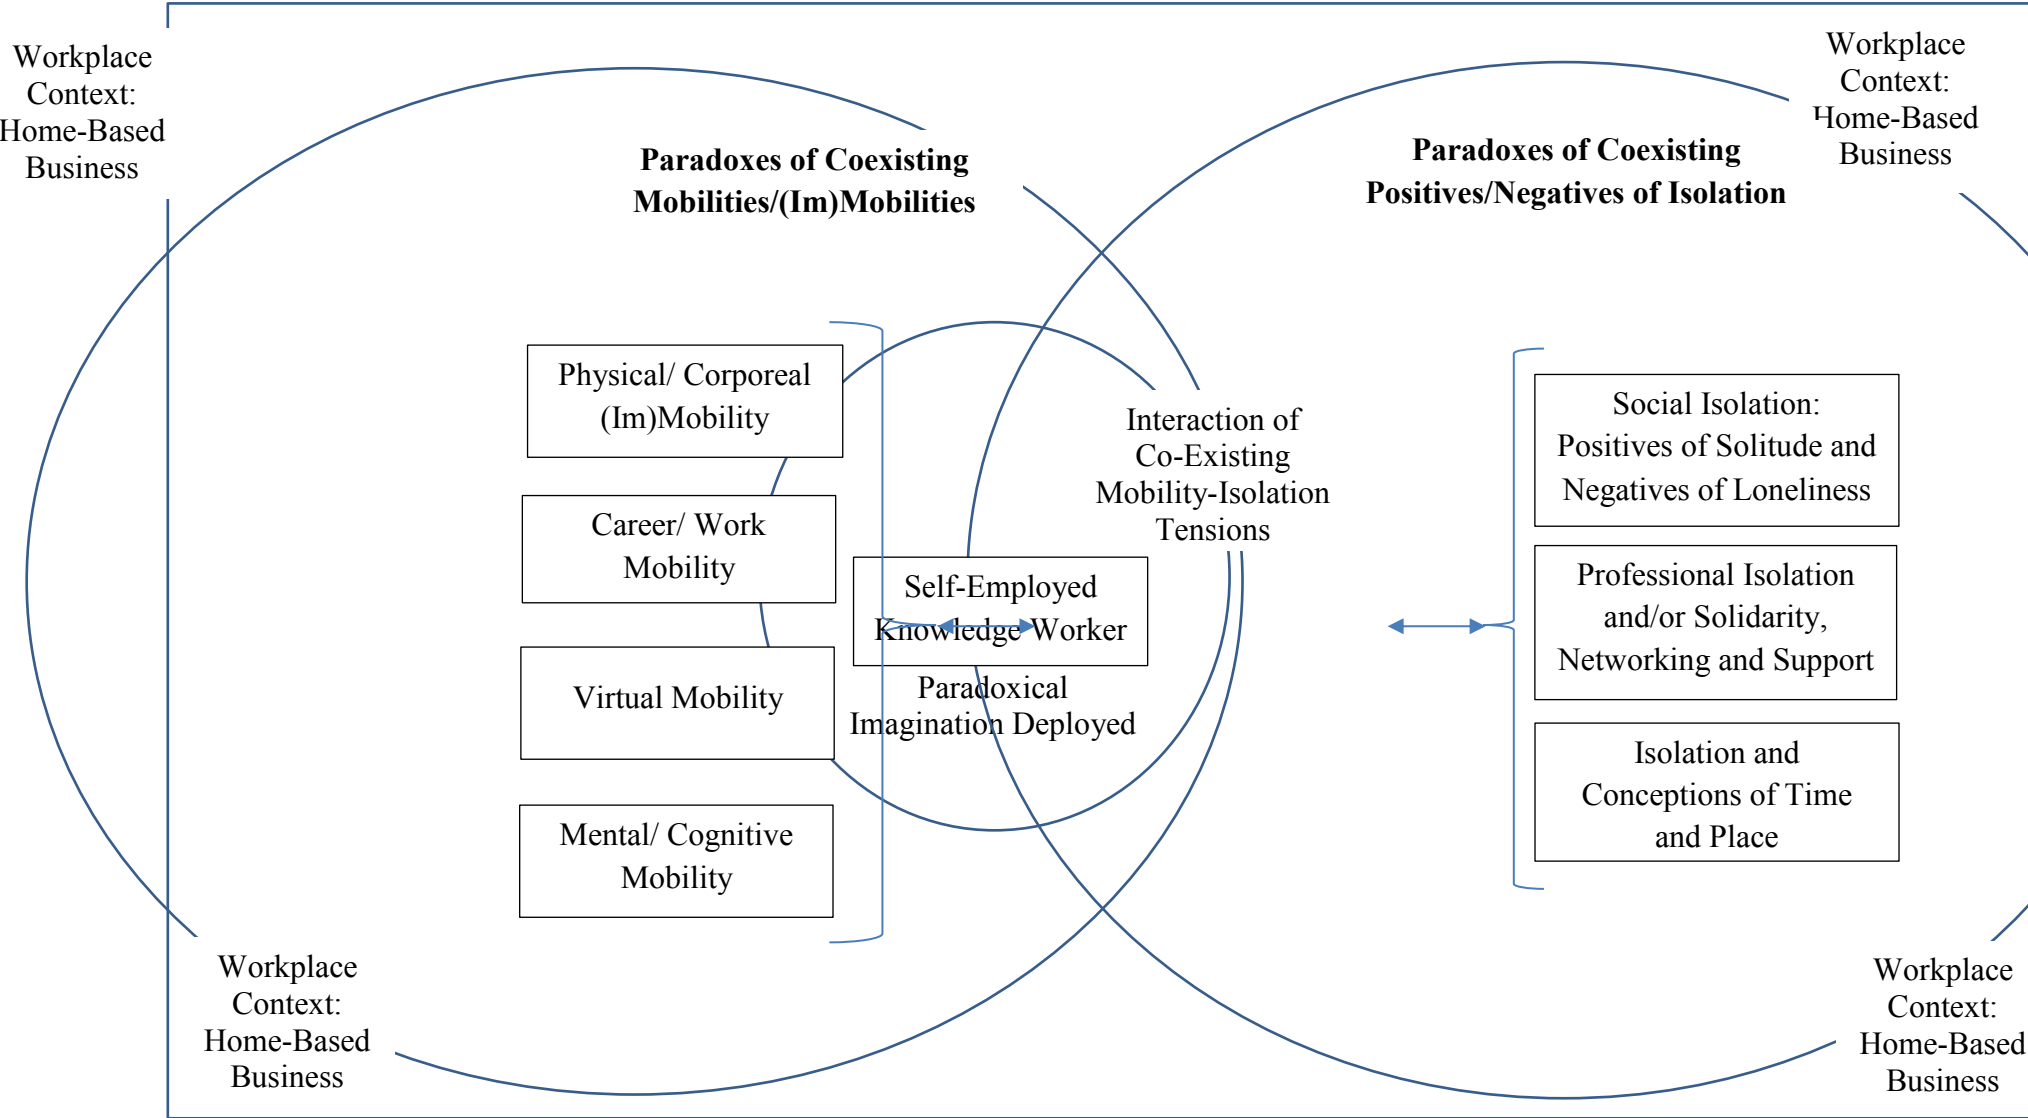 Workplace
Context:
Home-Based
Business
Workplace
Context:
Home-Based
Business
Paradoxes of Coexisting
Mobilities/(Im)Mobilities
Paradoxes of Coexisting
Positives/Negatives of Isolation
Physical/ Corporeal
(Im)Mobility
Career/ Work
Mobility
Virtual Mobility
Mental/ Cognitive
Mobility
Interaction of
Co-Existing
Mobility-Isolation
Tensions
Self-Employed
Knowledge Worker
Paradoxical
Imagination Deployed
Social Isolation:
Positives of Solitude and
Negatives of Loneliness
Professional Isolation
and/or Solidarity,
Networking and Support
Isolation and
Conceptions of Time
and Place
Workplace
Context:
Home-Based
Business
Workplace
Context:
Home-Based
Business